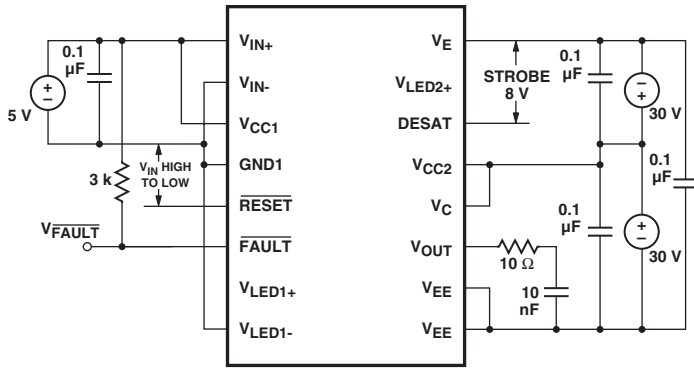 0.1
µF
+
−
5 V
3 k
V_IN HIGH
TO LOW
V_FAULT
V_IN+
V_IN-
V_CC1
GND1
RESET
FAULT
V_LED1+
V_LED1-
V_E
V_LED2+
DESAT
V_CC2
V_C
V_OUT
V_EE
V_EE
STROBE
8 V
10 Ω
10
nF
0.1
µF
−
+
30 V
0.1
µF
0.1
µF
+
−
30 V